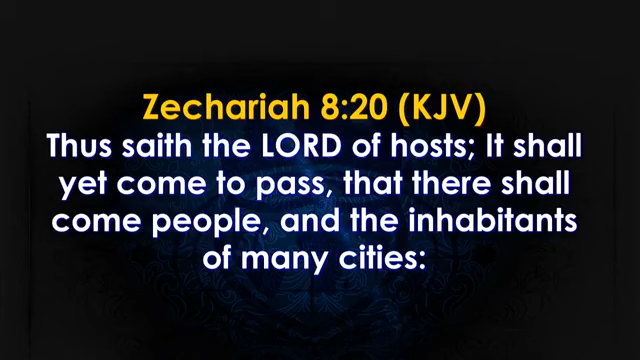 Zechariah 8:20 (KJV)
Thus saith the LORD of hosts; It shall
yet come to pass, that there shall
come people, and the inhabitants
of many cities: